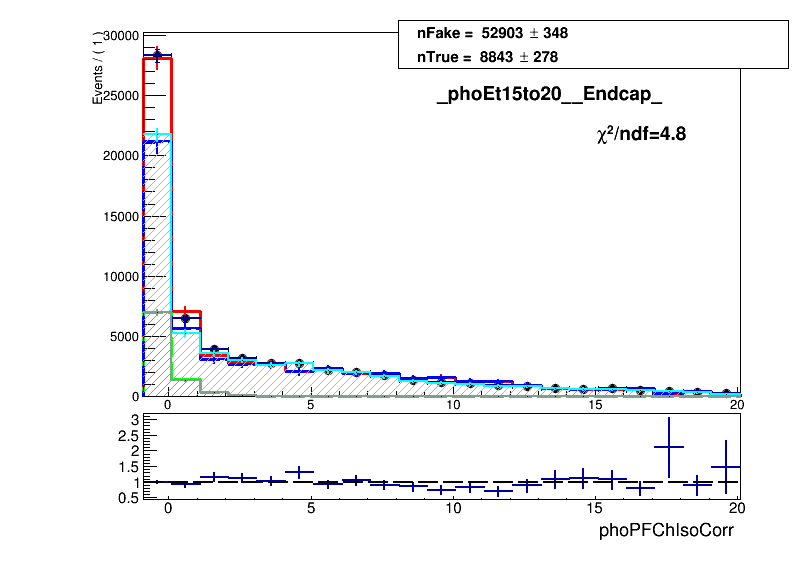 nFake = 52903 ± 348
nTrue = 8843 ± 278
_phoEt15to20__Endcap_
χ²/ndf=4.8
Events / ( 1 )
30000
25000
20000
15000
10000
5000
0
0 5 10 15 20
3
2.5
2
1.5
1
0.5
0 5 10 15 20
phoPFChIsoCorr